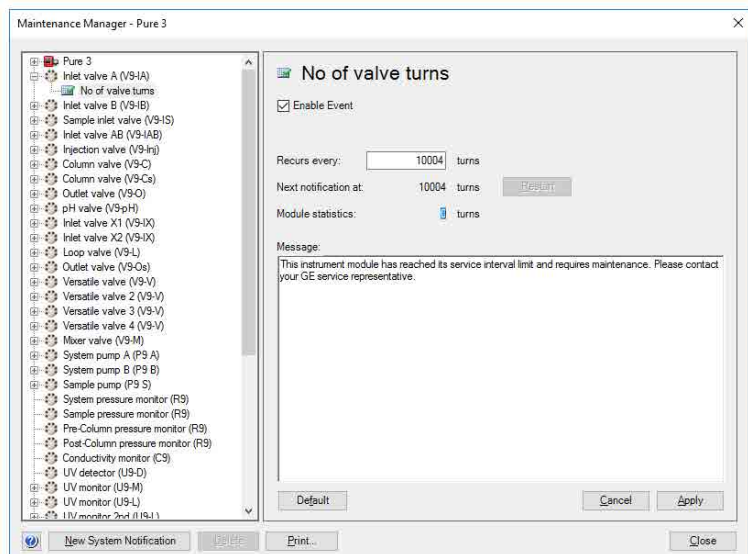 Maintenance Manager - Pure 3
Pure 3
Inlet valve A (V9-IA)
No of valve turns
Inlet valve B (V9-IB)
Sample inlet valve (V9-IS)
Inlet valve AB (V9-IAB)
Injection valve (V9-Inj)
Column valve (V9-C)
Column valve (V9-Cs)
Outlet valve (V9-O)
pH valve (V9-pH)
Inlet valve X1 (V9-IX)
Inlet valve X2 (V9-IX)
Loop valve (V9-L)
Outlet valve (V9-Os)
Versatile valve (V9-V)
Versatile valve 2 (V9-V)
Versatile valve 3 (V9-V)
Versatile valve 4 (V9-V)
Mixer valve (V9-M)
System pump A (P9 A)
System pump B (P9 B)
Sample pump (P9 S)
System pressure monitor (R9)
Sample pressure monitor (R9)
Pre-Column pressure monitor (R9)
Post-Column pressure monitor (R9)
Conductivity monitor (C9)
UV detector (U9-D)
UV monitor (U9-M)
UV monitor (U9-L)
UV monitor 2nd (U9-L)
No of valve turns
Enable Event
Recurs every: 10004 turns
Next notification at: 10004 turns Restart
Module statistics: turns
Message:
This instrument module has reached its service interval limit and requires maintenance. Please contact
your GE service representative.
Default Cancel Apply
New System Notification Delete Print... Close